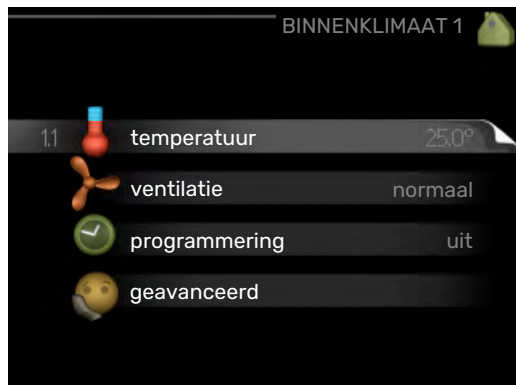 BINNENKLIMAAT 1
1.1 temperatuur 25.0°
ventilatie normaal
programmering uit
geavanceerd